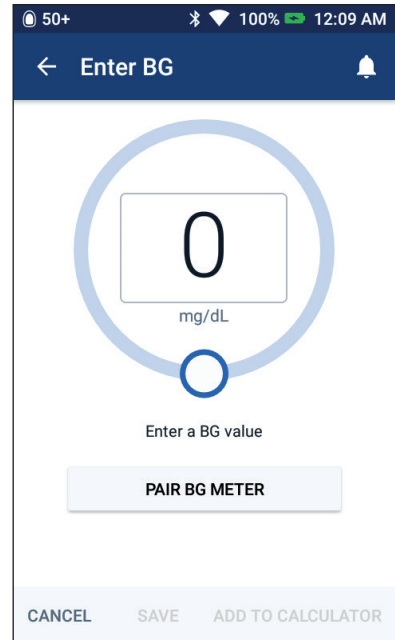 50+ 100% 12:09 AM
Enter BG
0
mg/dL
Enter a BG value
PAIR BG METER
CANCEL SAVE ADD TO CALCULATOR